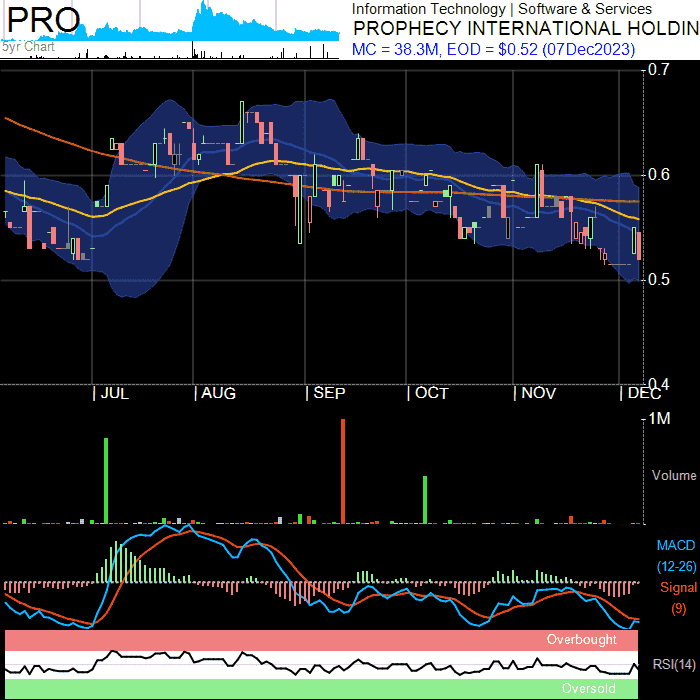 PRO
5yr Chart
Information Technology | Software & Services
PROPHECY INTERNATIONAL HOLDIN
MC = 38.3M, EOD = $0.52 (07Dec2023)
0.7
0.6
0.5
0.4
| JUL | AUG | SEP | OCT | NOV | DEC
1M
Volume
MACD
(12-26)
Signal
(9)
Overbought
RSI(14)
Oversold